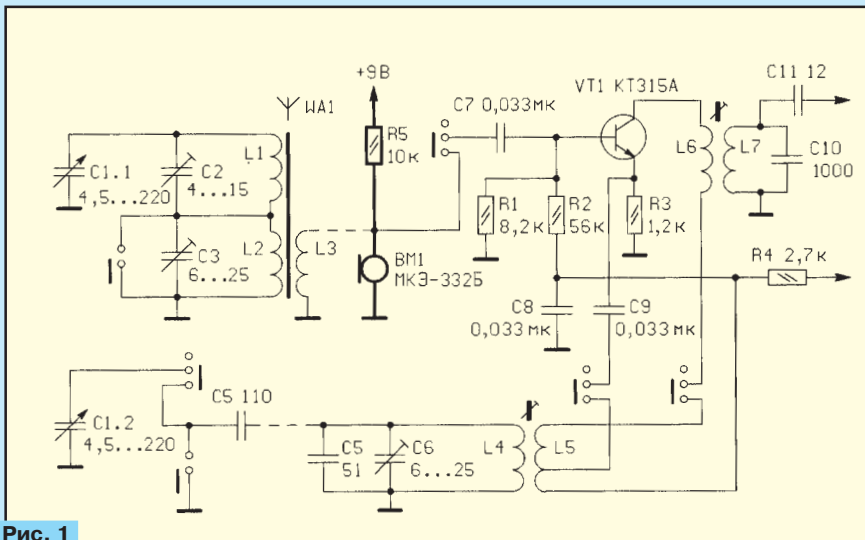 +9В
WA1
C7 0,033мк
VT1 КТ315А
C11 12
R5
10к
L1
L6
L7
C1.1
4,5...220
C2
4...15
C10
1000
R1
8,2к
R2
56к
R3
1,2к
C3
6...25
L2
L3
BM1
МКЭ-332Б
R4 2,7к
C8
0,033 мк
C9
0,033 мк
C5 110
C1.2
4,5...220
C5
51
C6
6...25
L4
L5
Рис. 1